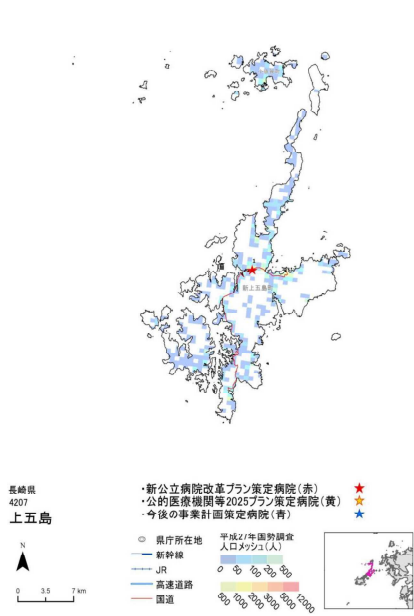 1
新上五島町
長崎県
4207
上五島
N
0 3.5 7 km
・新公立病院改革プラン策定病院(赤)
・公的医療機関等2025プラン策定病院(黄)
・今後の事業計画策定病院(青)
県庁所在地
新幹線
JR
高速道路
国道
平成27年国勢調査
人口メッシュ(人)
0 50 100 200 500
500 1000 2000 3000 5000 12000